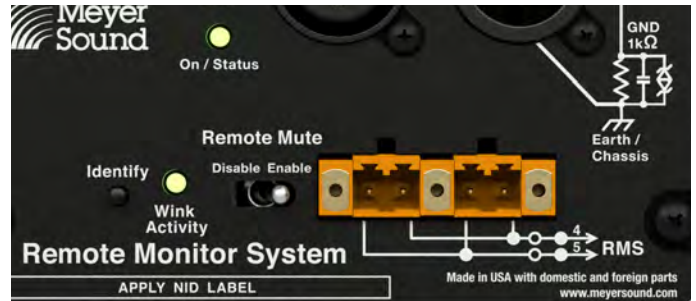 Meyer
Sound
On / Status
GND
1kΩ
Earth /
Chassis
Remote Mute
Disable Enable
Identify
Wink
Activity
4
5
RMS
Remote Monitor System
Made in USA with domestic and foreign parts
www.meyersound.com
APPLY NID LABEL